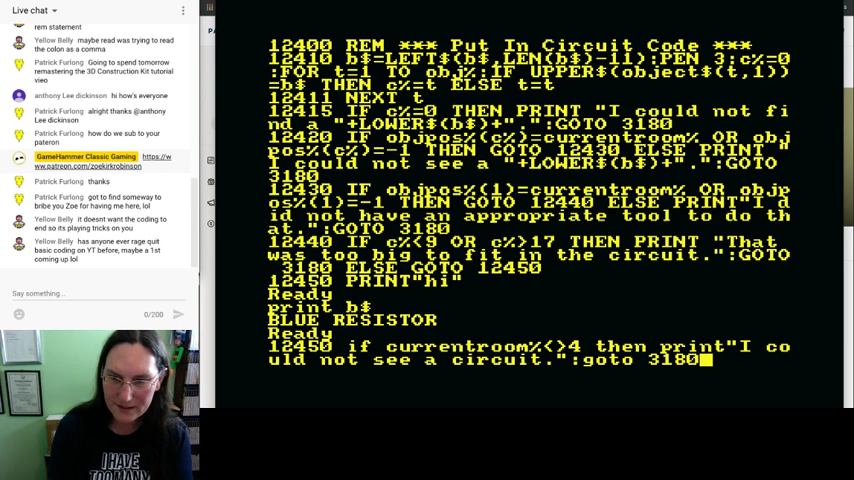 Live chat
rem statement
Yellow Belly maybe read was trying to read
the colon as a comma
Patrick Furlong Going to spend tomorrow
remastering the 3D Construction Kit tutorial
vieo
anthony Lee dickinson hi how's everyone
Patrick Furlong alright thanks @anthony
Lee dickinson
Patrick Furlong how do we sub to your
pateron
GameHammer Classic Gaming https://w
ww.patreon.com/zoekirkrobinson
Patrick Furlong thanks
Patrick Furlong got to find someway to
bribe you Zoe for having me here, lol
Yellow Belly it doesnt want the coding to
end so its playing tricks on you
Yellow Belly has anyone ever rage quit
basic coding on YT before, maybe a 1st
coming up lol
Say something...
0/200
12400 REM *** Put In Circuit Code ***
12410 b$=LEFT$(b$,LEN(b$)-11):PEN 3:c%=0
:FOR t=1 TO obj%:IF UPPER$(object$(t,1))
=b$ THEN c%=t ELSE t=t
12411 NEXT t
12415 IF c%=0 THEN PRINT "I could not fi
nd a "+LOWER$(b$)+".":GOTO 3180
12420 IF objpos%(c%)=currentroom% OR obj
pos%(c%)=-1 THEN GOTO 12430 ELSE PRINT "
I could not see a "+LOWER$(b$)+".":GOTO
3180
12430 IF objpos%(1)=currentroom% OR objp
os%(1)=-1 THEN GOTO 12440 ELSE PRINT"I d
id not have an appropriate tool to do th
at.":GOTO 3180
12440 IF c%<9 OR c%>17 THEN PRINT "That
was too big to fit in the circuit.":GOTO
3180 ELSE GOTO 12450
12450 PRINT"hi"
Ready
print b$
BLUE RESISTOR
Ready
12450 if currentroom%<>4 then print"I co
uld not see a circuit.":goto 3180
I HAVE
TOO MANY